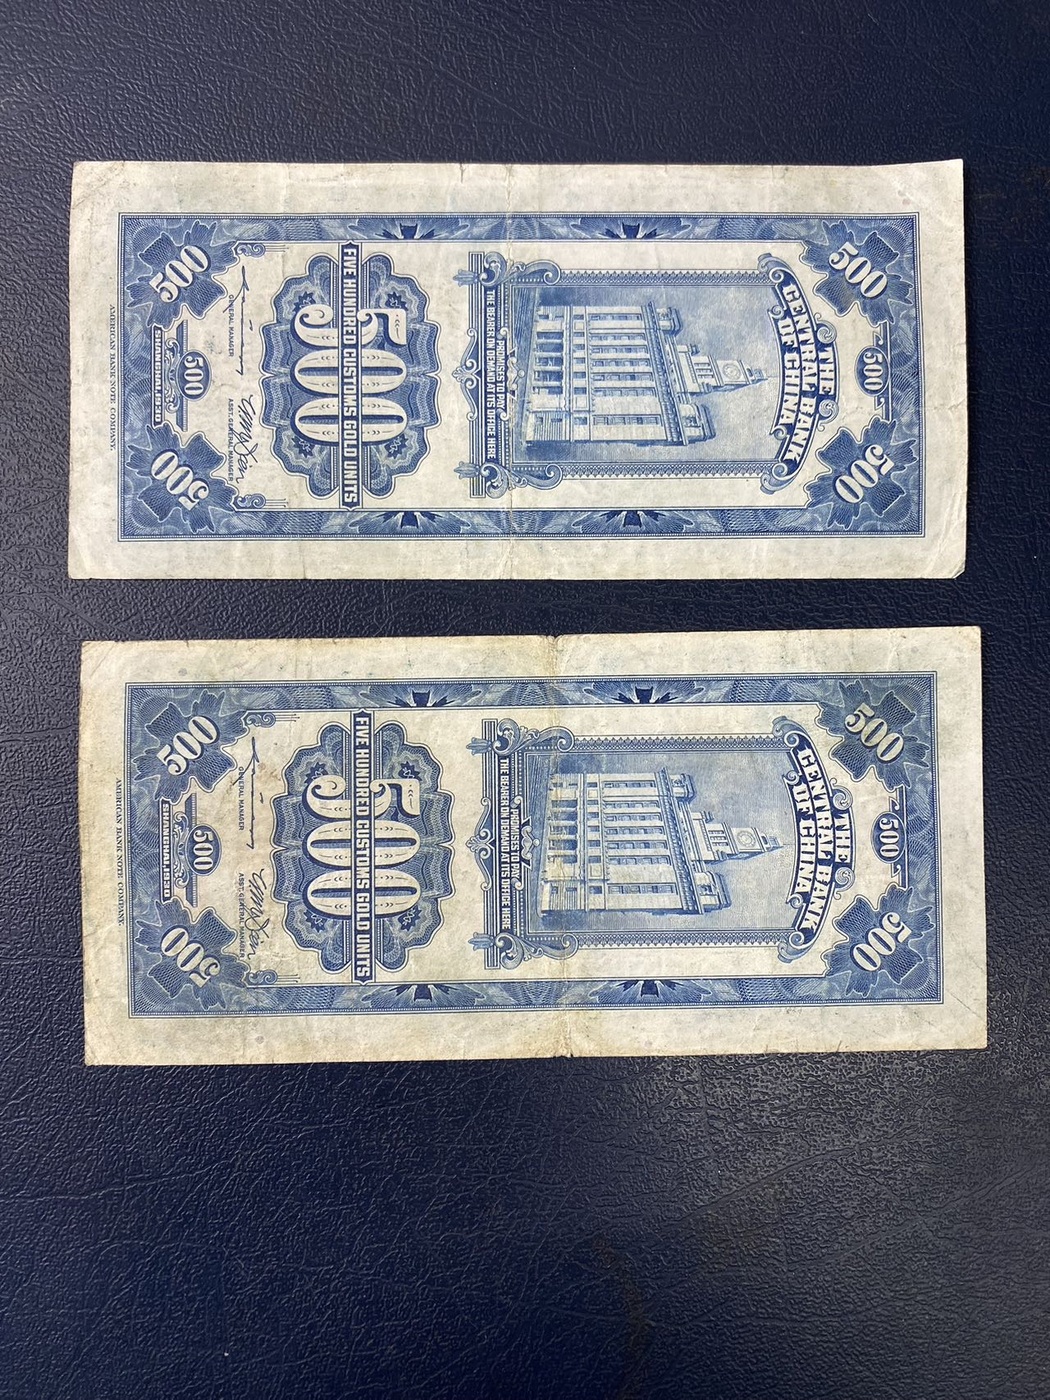 500
500
500
THE
CENTRAL BANK
OF CHINA
PROMISES TO PAY
THE BEARER ON DEMAND AT ITS OFFICE HERE
500
FIVE HUNDRED CUSTOMS GOLD UNITS
GENERAL MANAGER
ASST. GENERAL MANAGER
500
500
500
SHANGHAI 1930
AMERICAN BANK NOTE COMPANY.
500
500
500
THE
CENTRAL BANK
OF CHINA
PROMISES TO PAY
THE BEARER ON DEMAND AT ITS OFFICE HERE
500
FIVE HUNDRED CUSTOMS GOLD UNITS
GENERAL MANAGER
ASST. GENERAL MANAGER
500
500
500
SHANGHAI 1930
AMERICAN BANK NOTE COMPANY.